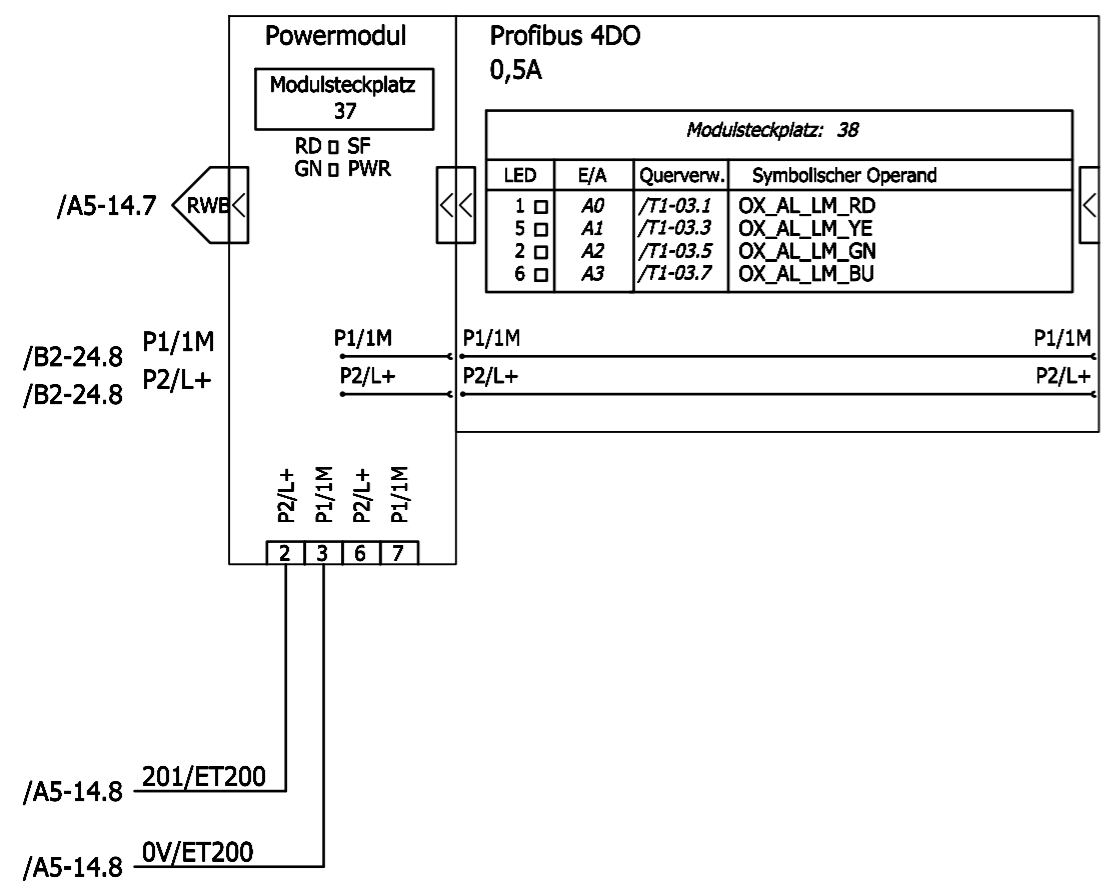 Powermodul
Profibus 4DO
0,5A
Modulsteckplatz
37
RD SF
GN PWR
Modulsteckplatz: 38
LED E/A Querverw. Symbolischer Operand
1 A0 /T1-03.1 OX_AL_LM_RD
5 A1 /T1-03.3 OX_AL_LM_YE
2 A2 /T1-03.5 OX_AL_LM_GN
6 A3 /T1-03.7 OX_AL_LM_BU
/A5-14.7 RWB
/B2-24.8 P1/1M P1/1M P1/1M P1/1M
/B2-24.8 P2/L+ P2/L+ P2/L+ P2/L+
P2/L+ P1/1M P2/L+ P1/1M
2 3 6 7
/A5-14.8 201/ET200
/A5-14.8 0V/ET200